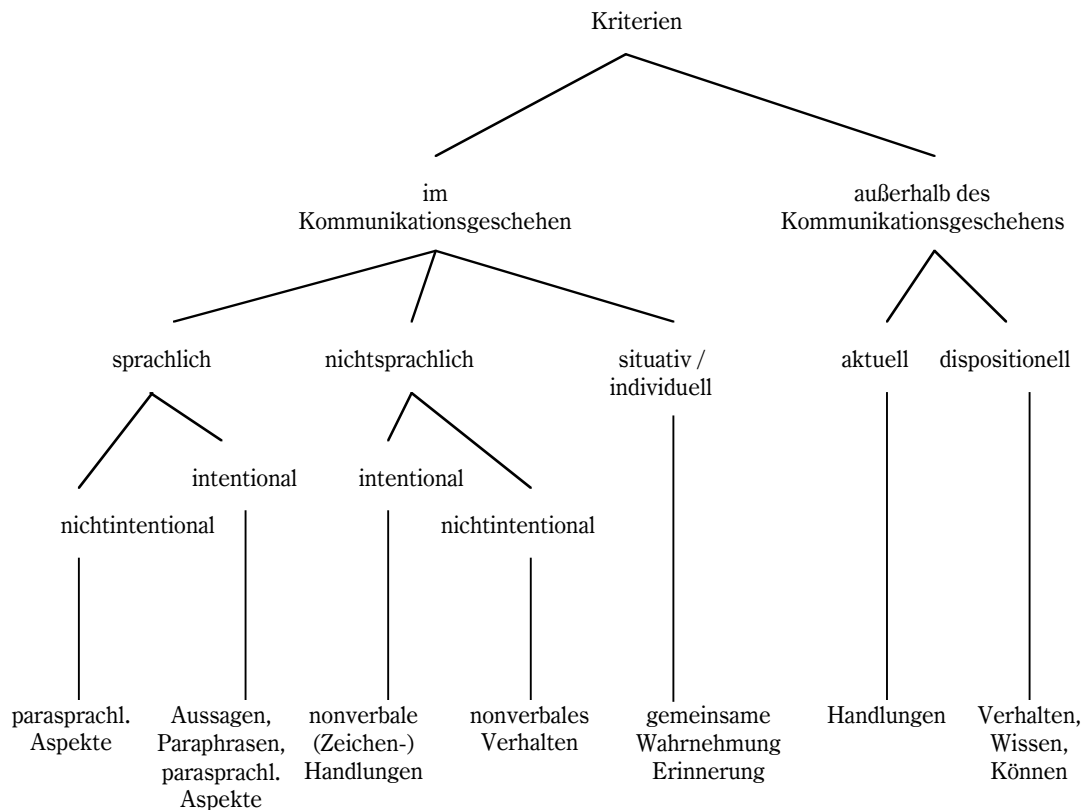 Kriterien
im
Kommunikationsgeschehen
außerhalb des
Kommunikationsgeschehens
sprachlich
nichtsprachlich
situativ /
individuell
aktuell
dispositionell
intentional
intentional
nichtintentional
nichtintentional
parasprachl.
Aspekte
Aussagen,
Paraphrasen,
parasprachl.
Aspekte
nonverbale
(Zeichen-)
Handlungen
nonverbales
Verhalten
gemeinsame
Wahrnehmung
Erinnerung
Handlungen
Verhalten,
Wissen,
Können